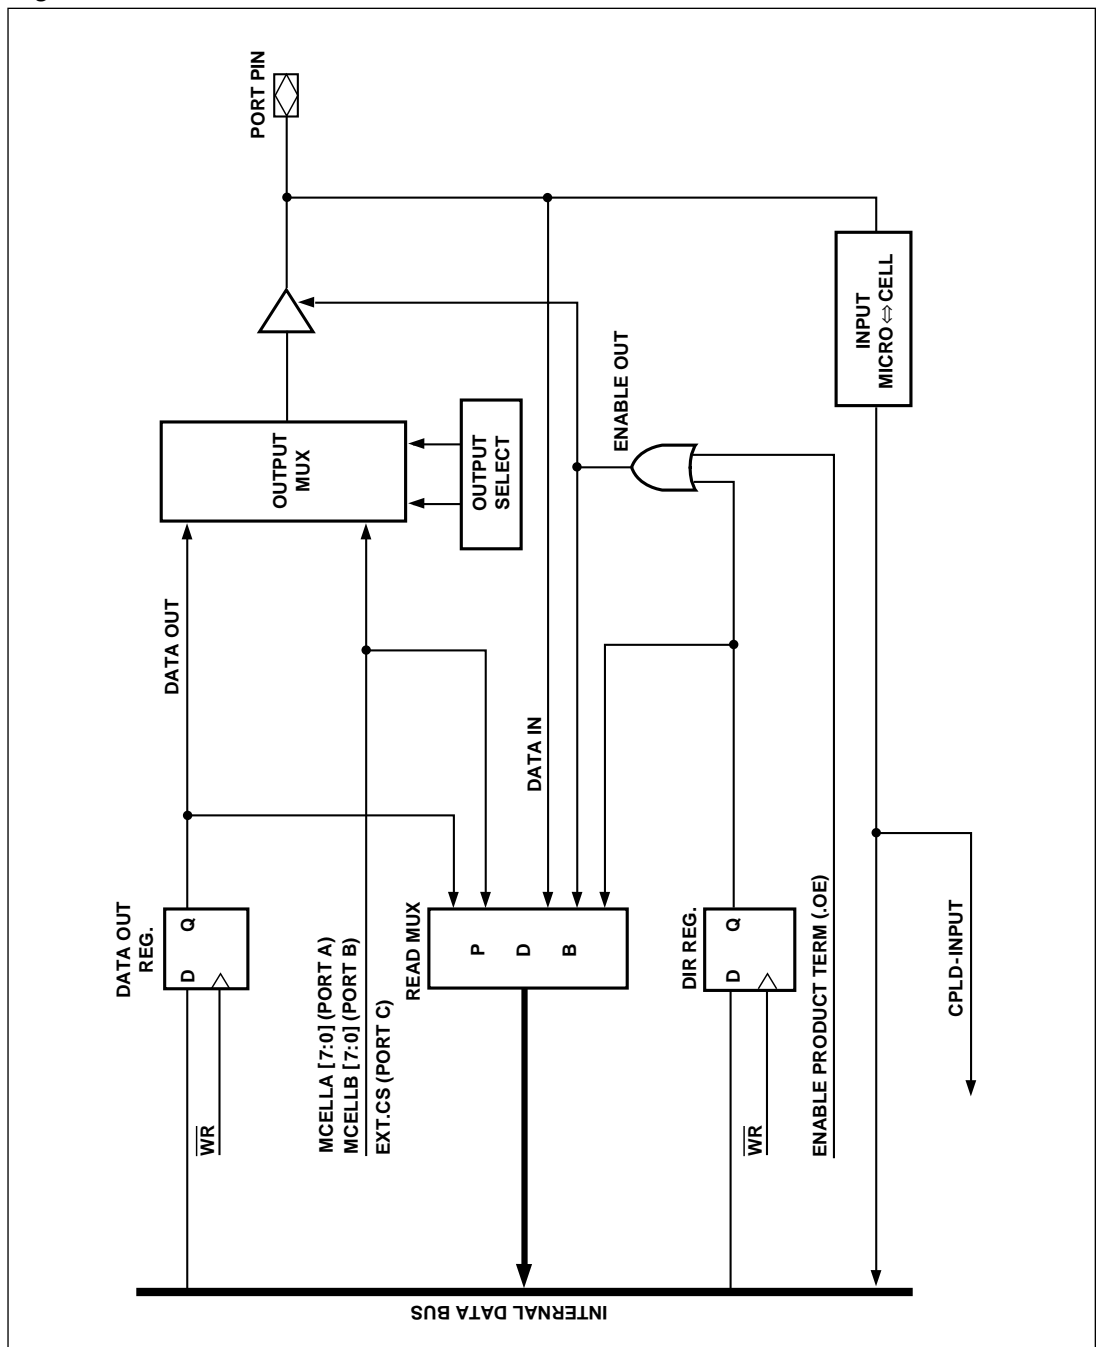 INTERNAL DATA BUS
DATA OUT
REG.
D Q
WR
DATA OUT
OUTPUT
MUX
PORT PIN
MCELLA [7:0] (PORT A)
MCELLB [7:0] (PORT B)
EXT.CS (PORT C)
READ MUX
P
D
B
OUTPUT
SELECT
DATA IN
ENABLE OUT
DIR REG.
D Q
WR
ENABLE PRODUCT TERM (.OE)
INPUT
MICRO⇔CELL
CPLD-INPUT